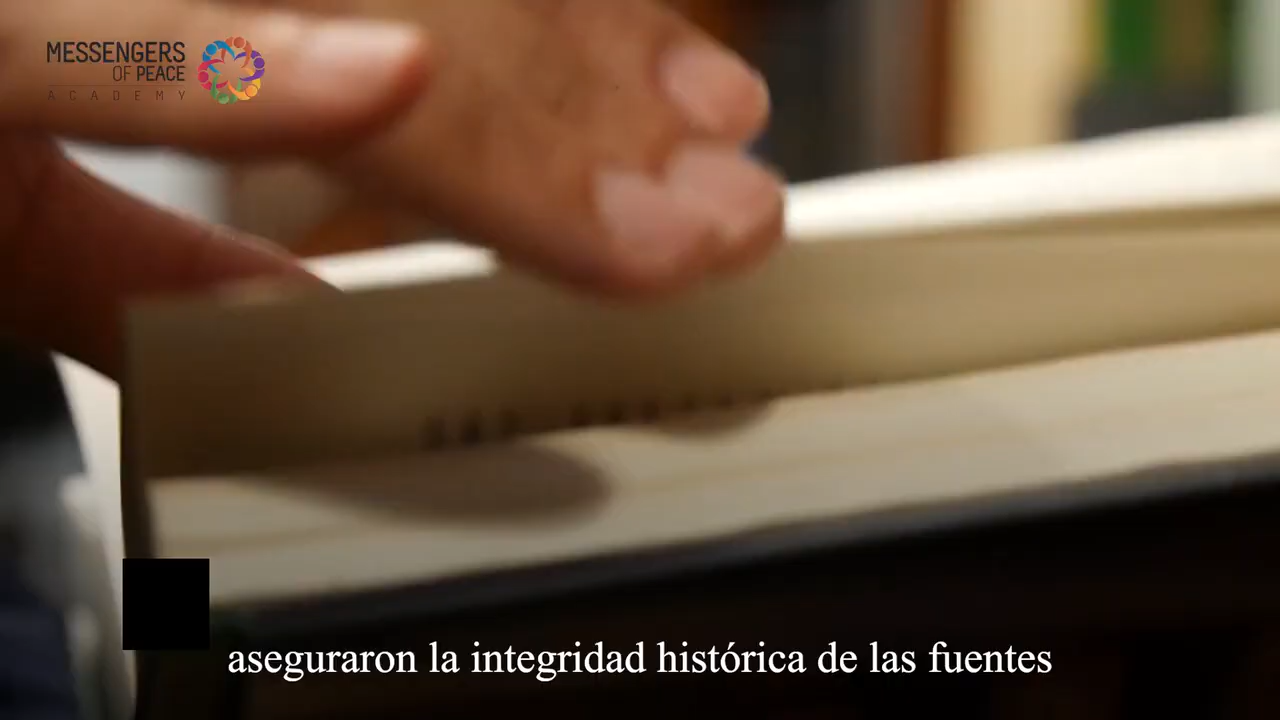 MESSENGERS
OF PEACE
ACADEMY
aseguraron la integridad histórica de las fuentes